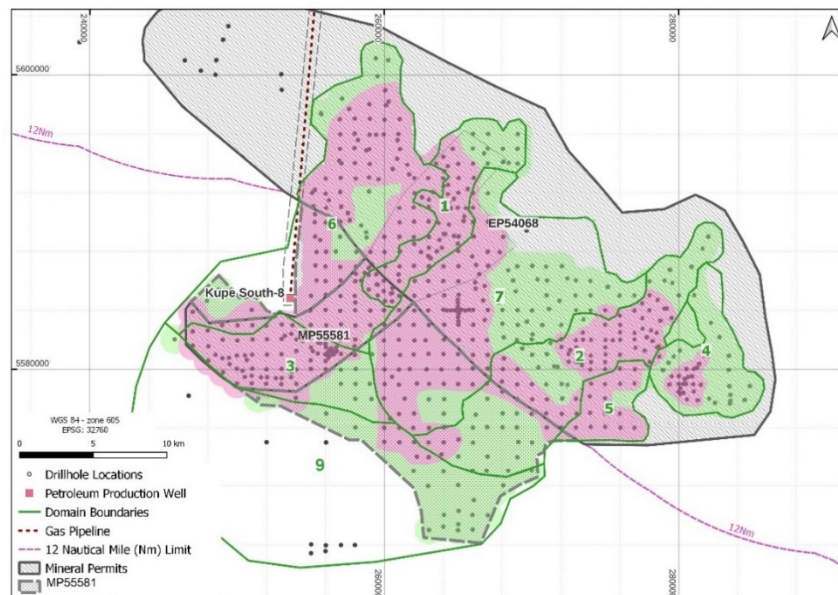 240000
260000
280000
5600000
12Nm
1
EP54068
6
Kupe South-8
7
MP55581
3
2
4
5580000
5
WGS 84 - zone 60S
EPSG: 32760
0 5 10 km
9
Drillhole Locations
Petroleum Production Well
Domain Boundaries
Gas Pipeline
12 Nautical Mile (Nm) Limit
12Nm
Mineral Permits
MP55581
260000
280000